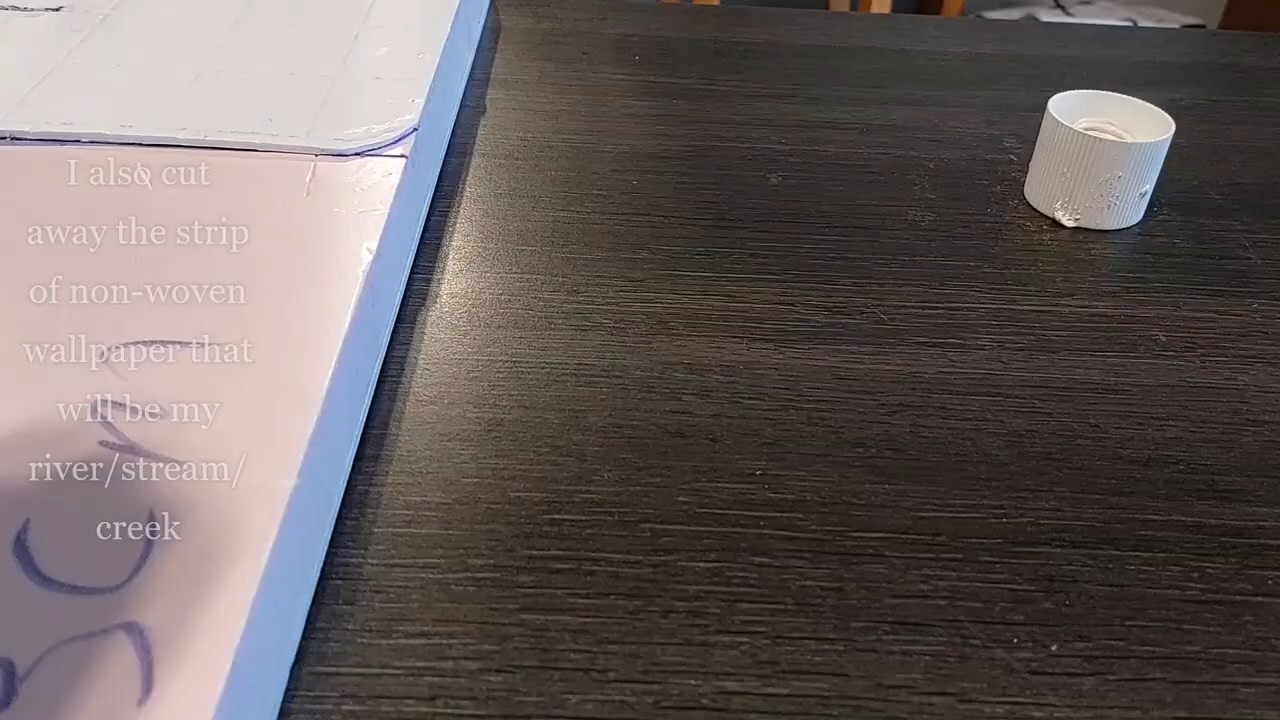 I also cut
away the strip
of non-woven
wallpaper that
will be my
river/stream/
creek